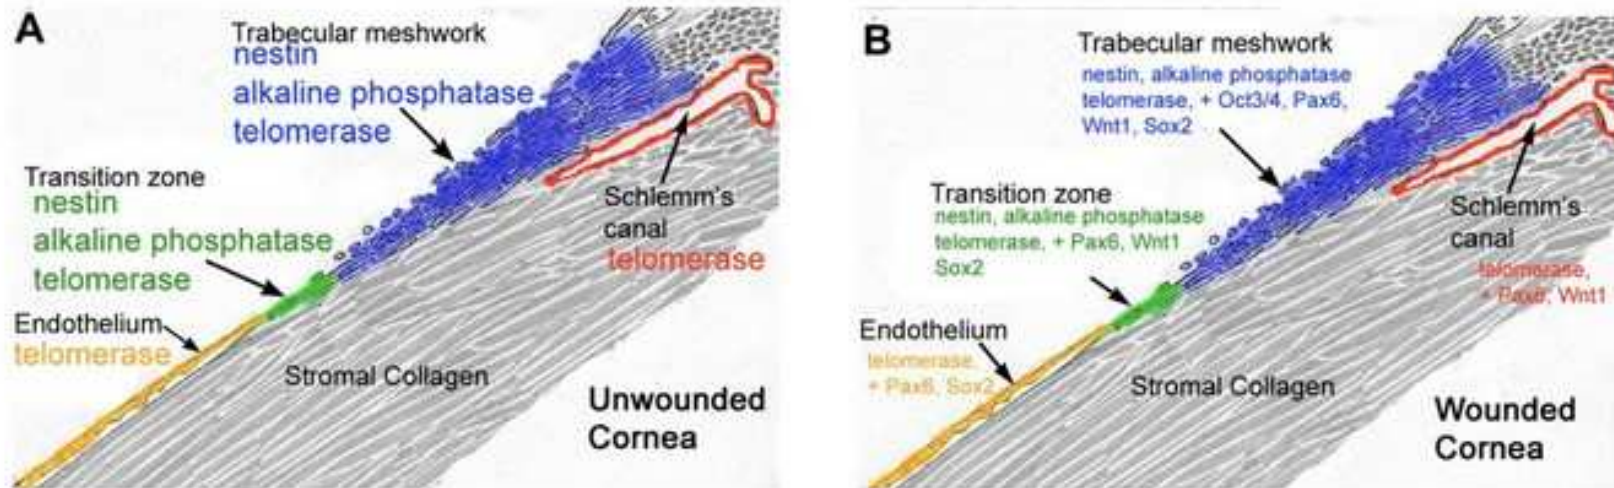 A
Trabecular meshwork
nestin
alkaline phosphatase
telomerase
Transition zone
nestin
alkaline phosphatase
telomerase
Schlemm's
canal
telomerase
Endothelium
telomerase
Stromal Collagen
Unwounded
Cornea
B
Trabecular meshwork
nestin, alkaline phosphatase
telomerase, + Oct3/4, Pax6,
Wnt1, Sox2
Transition zone
nestin, alkaline phosphatase
telomerase, + Pax6, Wnt1
Sox2
Schlemm's
canal
telomerase,
+ Pax6, Wnt1
Endothelium
telomerase,
+ Pax6, Sox2
Stromal Collagen
Wounded
Cornea